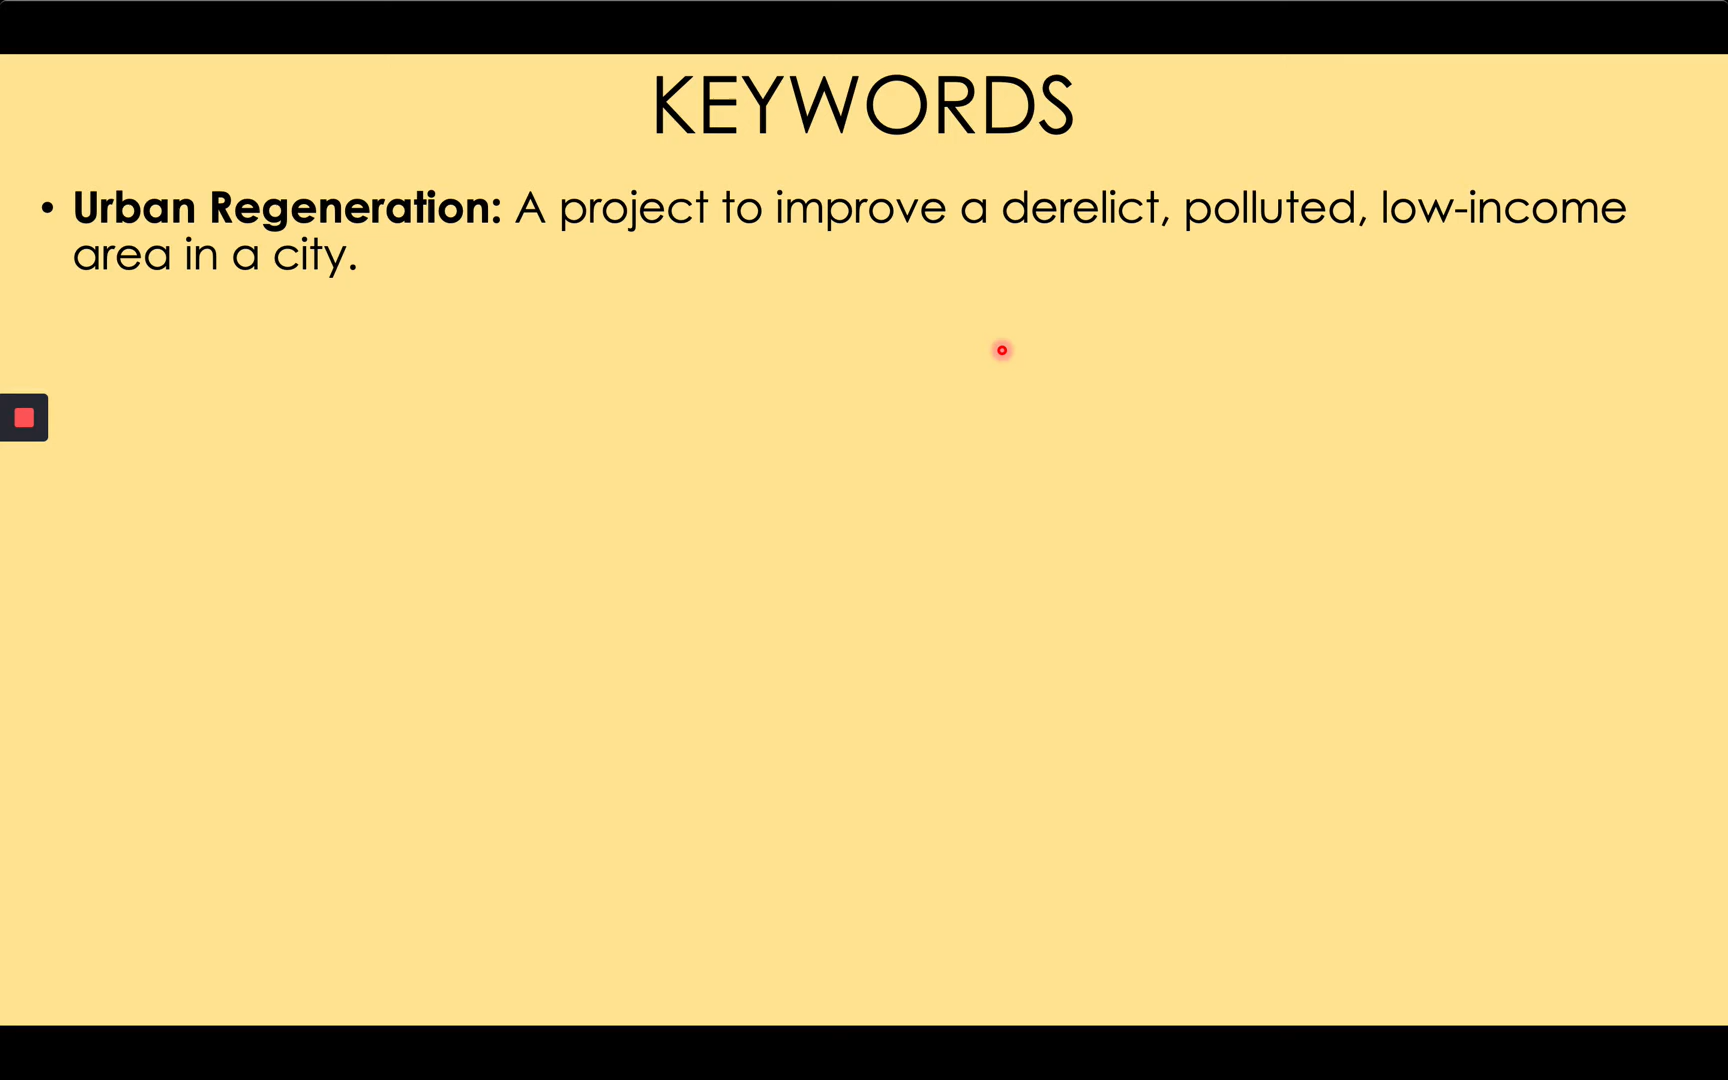 KEYWORDS
• Urban Regeneration: A project to improve a derelict, polluted, low-income
area in a city.